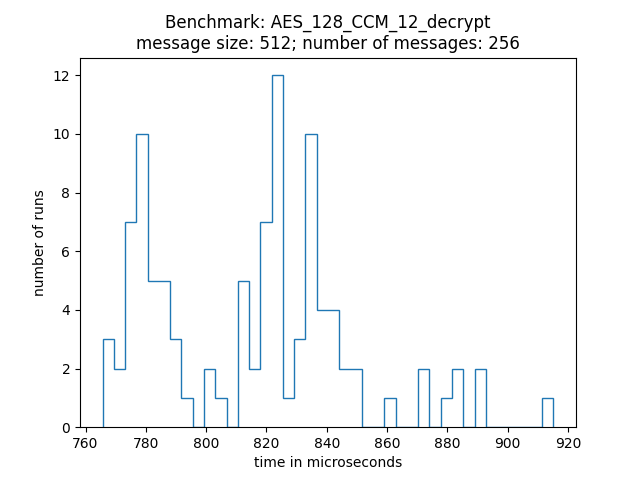 Benchmark: AES_128_CCM_12_decrypt
message size: 512; number of messages: 256
12
10
8
6
4
2
0
number of runs
760 780 800 820 840 860 880 900 920
time in microseconds